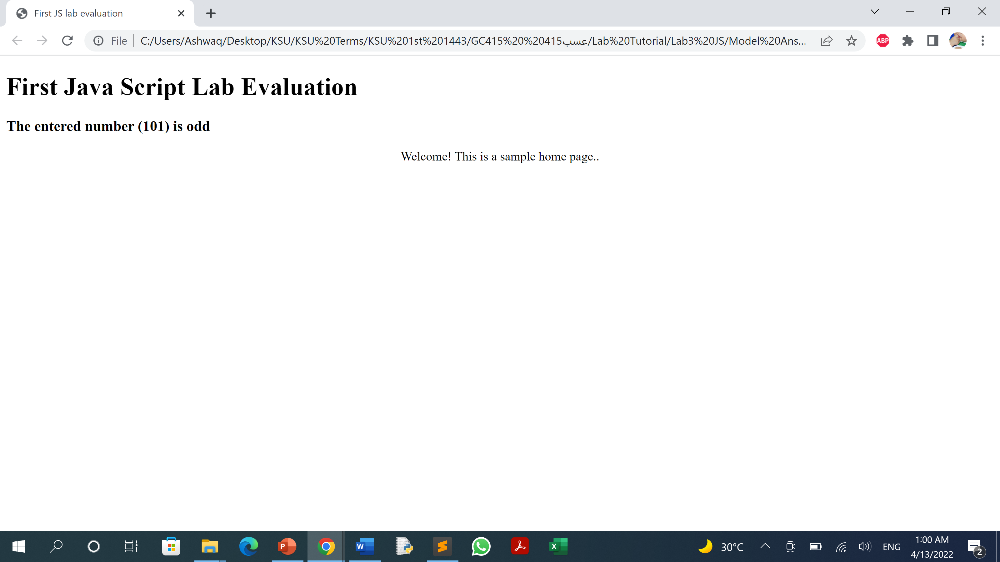 First JS lab evaluation
File C:/Users/Ashwaq/Desktop/KSU/KSU%20Terms/KSU%201st%201443/GC415%20%20415عسب/Lab%20Tutorial/Lab3%20JS/Model%20Ans...
ABP
First Java Script Lab Evaluation
The entered number (101) is odd
Welcome! This is a sample home page..
P
W
X
30°C
ENG
1:00 AM
4/13/2022
2